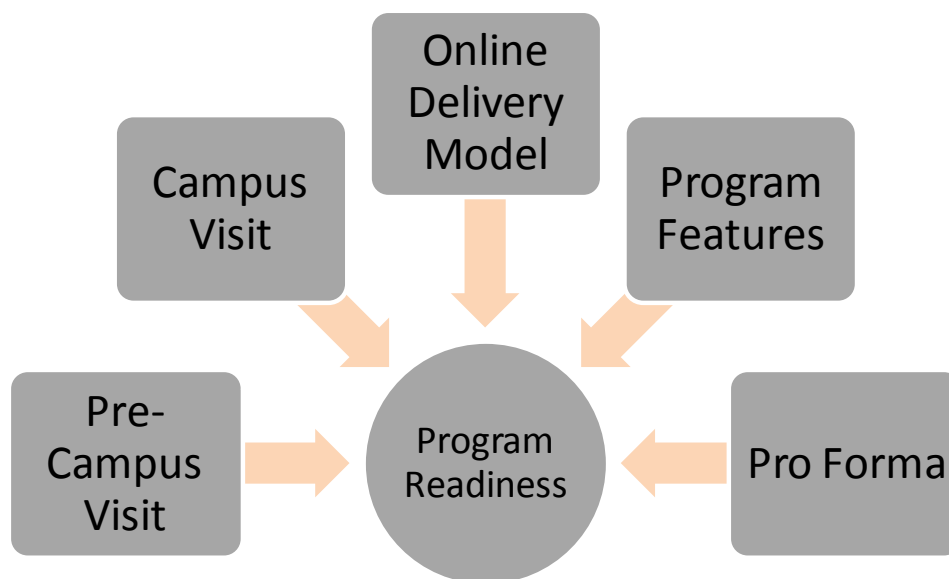 Online
Delivery
Model
Campus
Visit
Program
Features
Pre-
Campus
Visit
Program
Readiness
Pro Forma